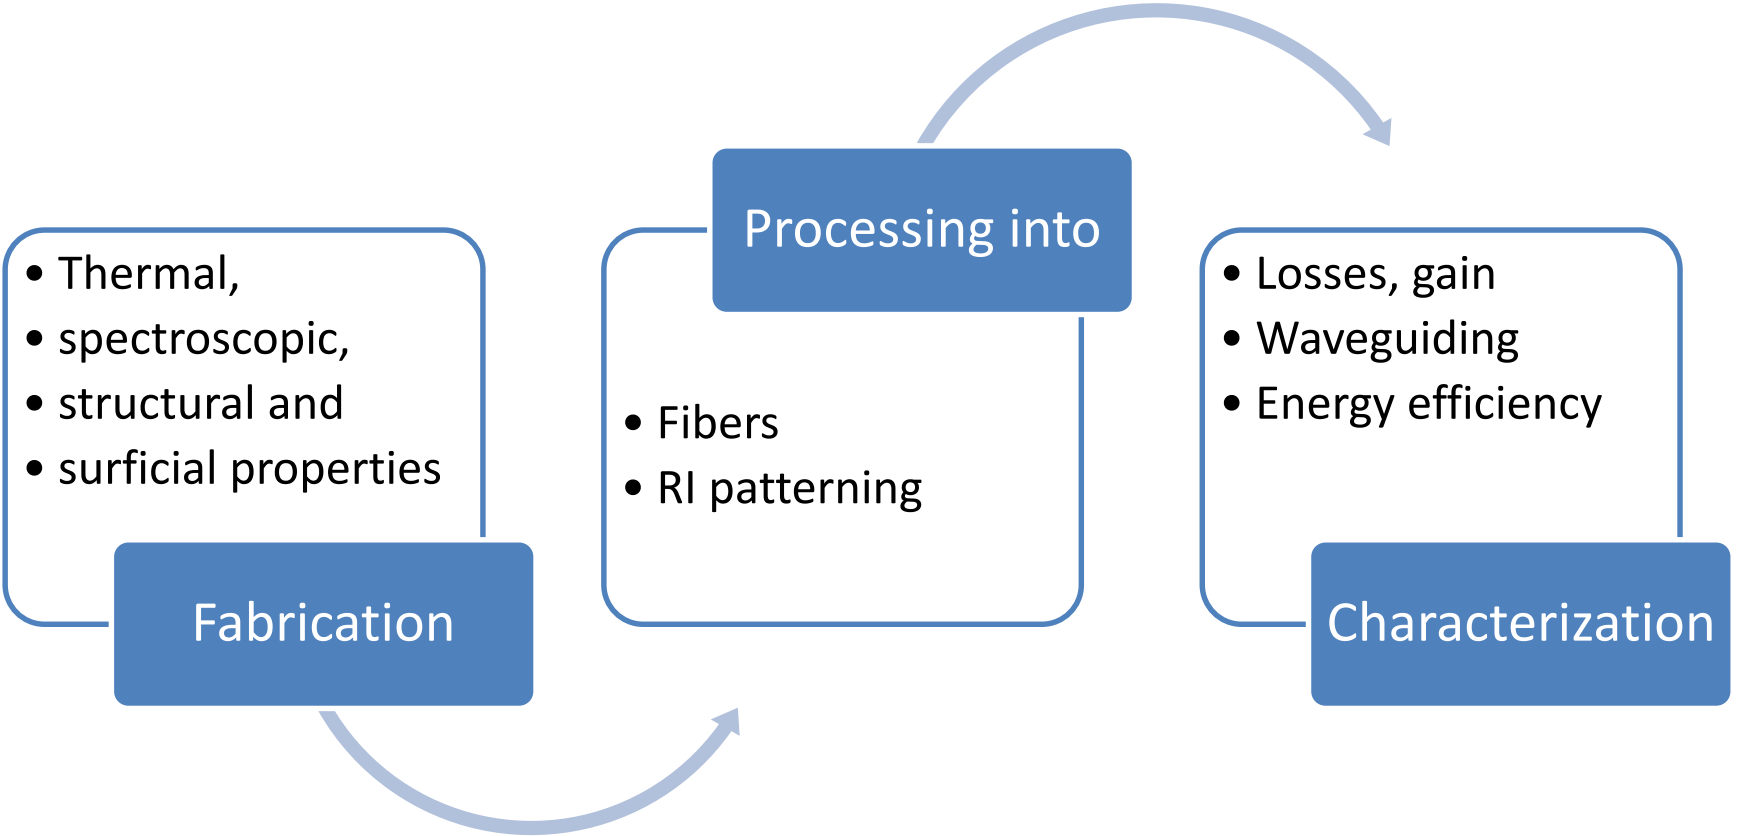 • Thermal,
• spectroscopic,
• structural and
• surficial properties
Fabrication
Processing into
• Fibers
• RI patterning
• Losses, gain
• Waveguiding
• Energy efficiency
Characterization